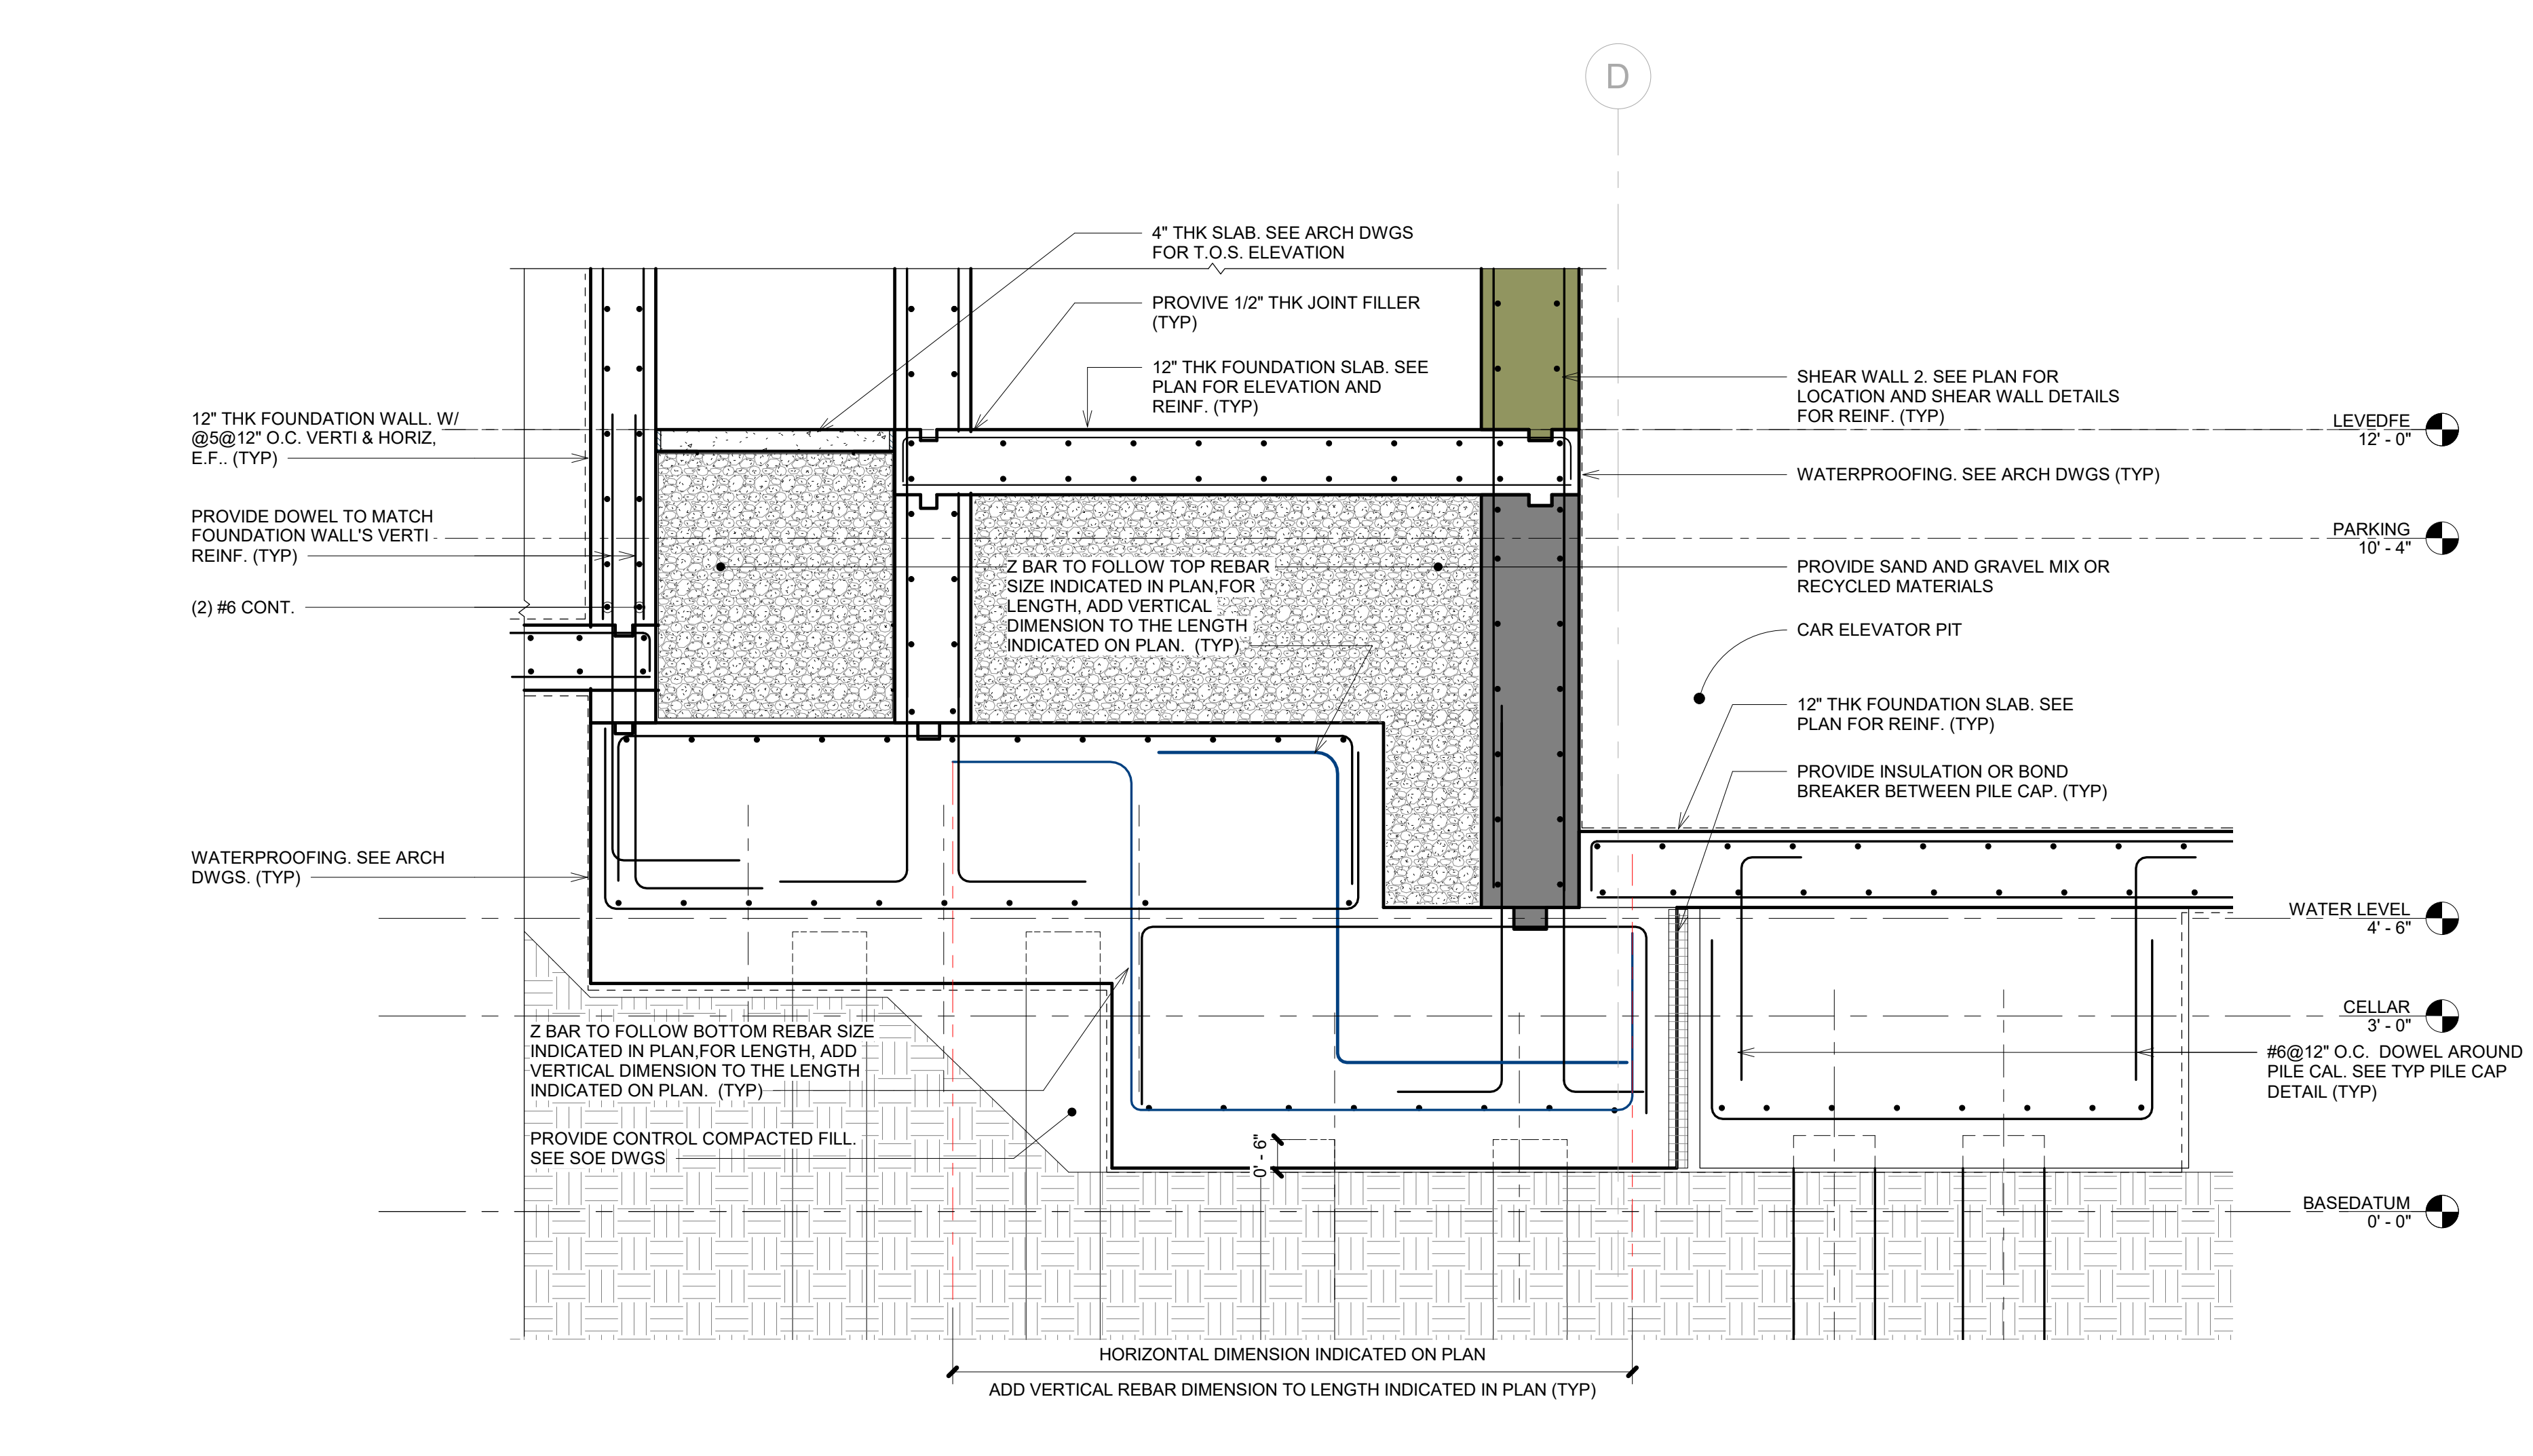 D
4" THK SLAB. SEE ARCH DWGS
FOR T.O.S. ELEVATION
PROVIVE 1/2" THK JOINT FILLER
(TYP)
12" THK FOUNDATION SLAB. SEE
PLAN FOR ELEVATION AND
REINF. (TYP)
SHEAR WALL 2. SEE PLAN FOR
LOCATION AND SHEAR WALL DETAILS
FOR REINF. (TYP)
LEVEDFE
12' - 0"
12" THK FOUNDATION WALL. W/
@5@12" O.C. VERTI & HORIZ,
E.F.. (TYP)
WATERPROOFING. SEE ARCH DWGS (TYP)
PROVIDE DOWEL TO MATCH
FOUNDATION WALL'S VERTI
REINF. (TYP)
PARKING
10' - 4"
Z BAR TO FOLLOW TOP REBAR
SIZE INDICATED IN PLAN,FOR
LENGTH, ADD VERTICAL
DIMENSION TO THE LENGTH
INDICATED ON PLAN. (TYP)
PROVIDE SAND AND GRAVEL MIX OR
RECYCLED MATERIALS
(2) #6 CONT.
CAR ELEVATOR PIT
12" THK FOUNDATION SLAB. SEE
PLAN FOR REINF. (TYP)
PROVIDE INSULATION OR BOND
BREAKER BETWEEN PILE CAP. (TYP)
WATERPROOFING. SEE ARCH
DWGS. (TYP)
WATER LEVEL
4' - 6"
CELLAR
3' - 0"
Z BAR TO FOLLOW BOTTOM REBAR SIZE
INDICATED IN PLAN,FOR LENGTH, ADD
VERTICAL DIMENSION TO THE LENGTH
INDICATED ON PLAN. (TYP)
#6@12" O.C. DOWEL AROUND
PILE CAL. SEE TYP PILE CAP
DETAIL (TYP)
PROVIDE CONTROL COMPACTED FILL.
SEE SOE DWGS
0' - 6"
BASEDATUM
0' - 0"
HORIZONTAL DIMENSION INDICATED ON PLAN
ADD VERTICAL REBAR DIMENSION TO LENGTH INDICATED IN PLAN (TYP)